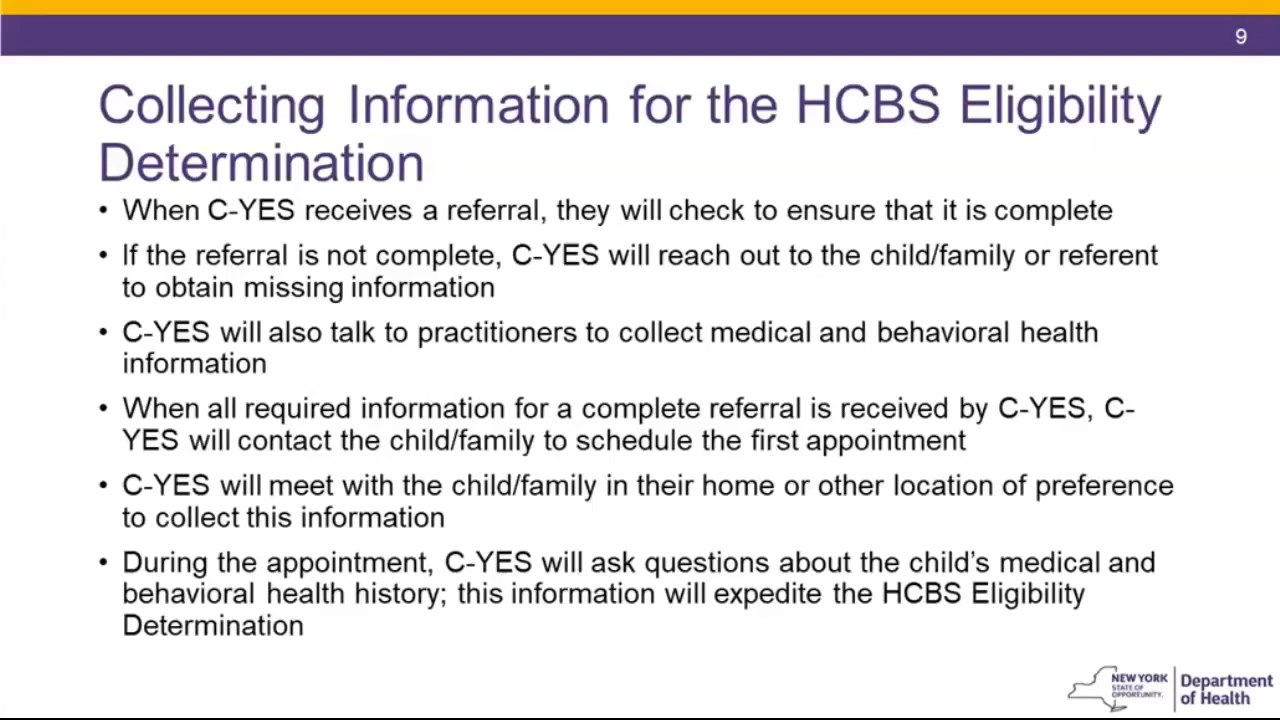 9
Collecting Information for the HCBS Eligibility
Determination
• When C-YES receives a referral, they will check to ensure that it is complete
• If the referral is not complete, C-YES will reach out to the child/family or referent
to obtain missing information
• C-YES will also talk to practitioners to collect medical and behavioral health
information
• When all required information for a complete referral is received by C-YES, C-
YES will contact the child/family to schedule the first appointment
• C-YES will meet with the child/family in their home or other location of preference
to collect this information
• During the appointment, C-YES will ask questions about the child’s medical and
behavioral health history; this information will expedite the HCBS Eligibility
Determination
NEW YORK
STATE OF
OPPORTUNITY.
Department
of Health